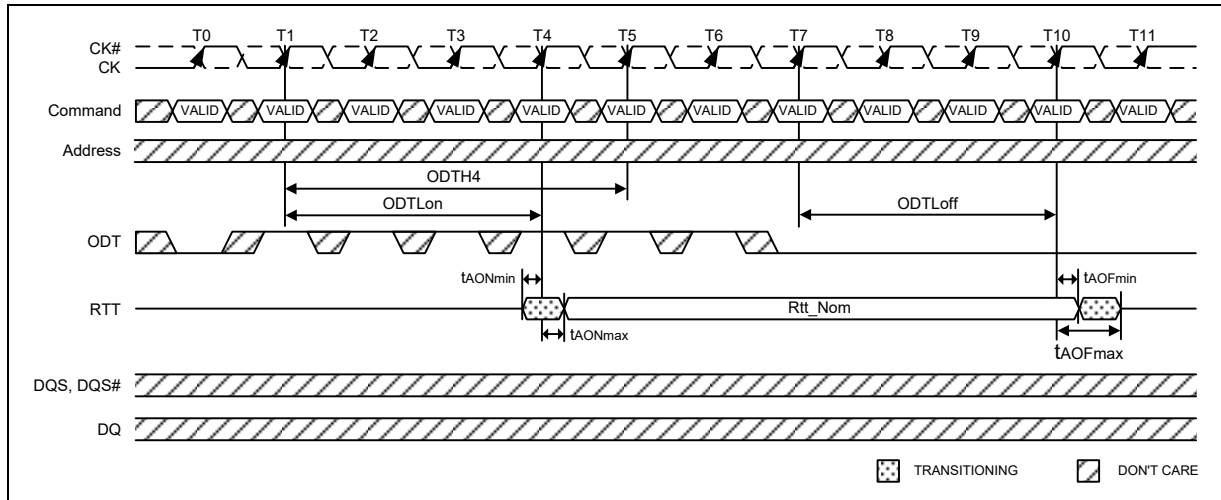 T0 T1 T2 T3 T4 T5 T6 T7 T8 T9 T10 T11
CK#
CK
Command VALID VALID VALID VALID VALID VALID VALID VALID VALID VALID VALID VALID
Address
ODTH4
ODTLon ODTLoff
ODT
tAONmin tAOFmin
RTT Rtt_Nom
tAONmax
tAOFmax
DQS, DQS#
DQ
TRANSITIONING DON'T CARE